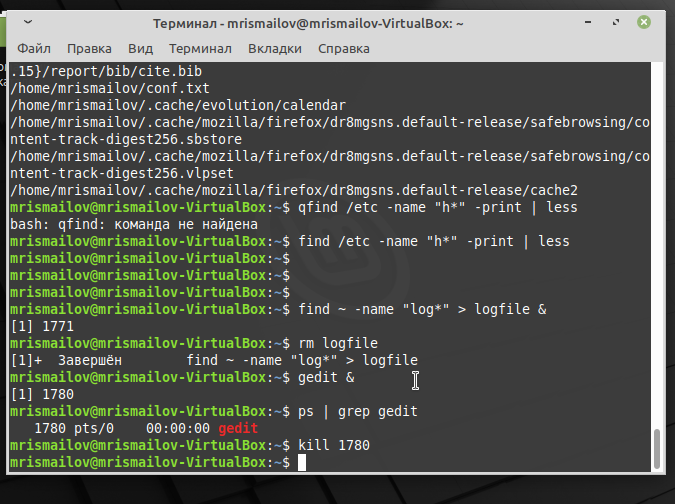 Терминал - mrismailov@mrismailov-VirtualBox: ~
Файл Правка Вид Терминал Вкладки Справка
.15}/report/bib/cite.bib
/home/mrismailov/conf.txt
/home/mrismailov/.cache/evolution/calendar
/home/mrismailov/.cache/mozilla/firefox/dr8mgsns.default-release/safebrowsing/co
ntent-track-digest256.sbstore
/home/mrismailov/.cache/mozilla/firefox/dr8mgsns.default-release/safebrowsing/co
ntent-track-digest256.vlpset
/home/mrismailov/.cache/mozilla/firefox/dr8mgsns.default-release/cache2
mrismailov@mrismailov-VirtualBox:~$ qfind /etc -name "h*" -print | less
bash: qfind: команда не найдена
mrismailov@mrismailov-VirtualBox:~$ find /etc -name "h*" -print | less
mrismailov@mrismailov-VirtualBox:~$
mrismailov@mrismailov-VirtualBox:~$
mrismailov@mrismailov-VirtualBox:~$
mrismailov@mrismailov-VirtualBox:~$ find ~ -name "log*" > logfile &
[1] 1771
mrismailov@mrismailov-VirtualBox:~$ rm logfile
[1]+  Завершён        find ~ -name "log*" > logfile
mrismailov@mrismailov-VirtualBox:~$ gedit &
[1] 1780
mrismailov@mrismailov-VirtualBox:~$ ps | grep gedit
   1780 pts/0    00:00:00 gedit
mrismailov@mrismailov-VirtualBox:~$ kill 1780
mrismailov@mrismailov-VirtualBox:~$